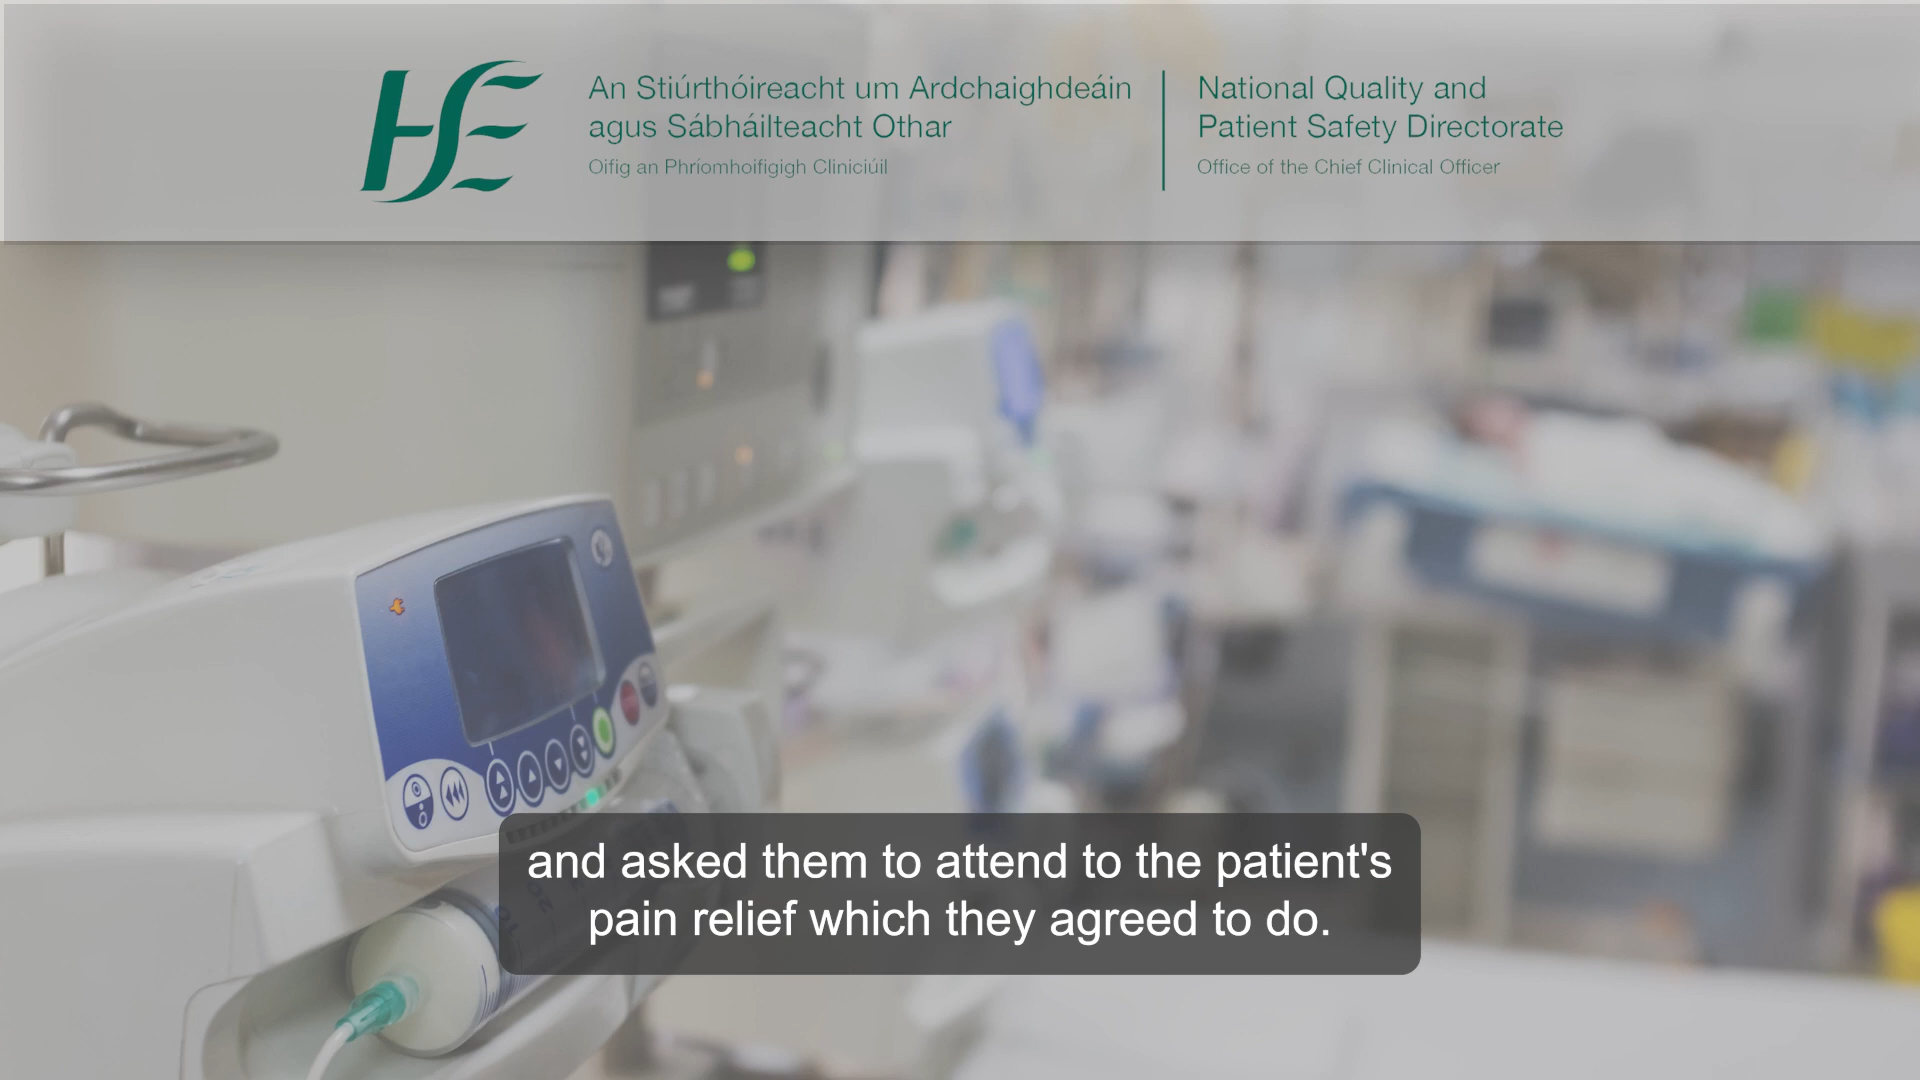 HSE
An Stiúrthóireacht um Ardchaighdeáin
agus Sábháilteacht Othar
Oifig an Phríomhoifigigh Cliniciúil
National Quality and
Patient Safety Directorate
Office of the Chief Clinical Officer
and asked them to attend to the patient's
pain relief which they agreed to do.